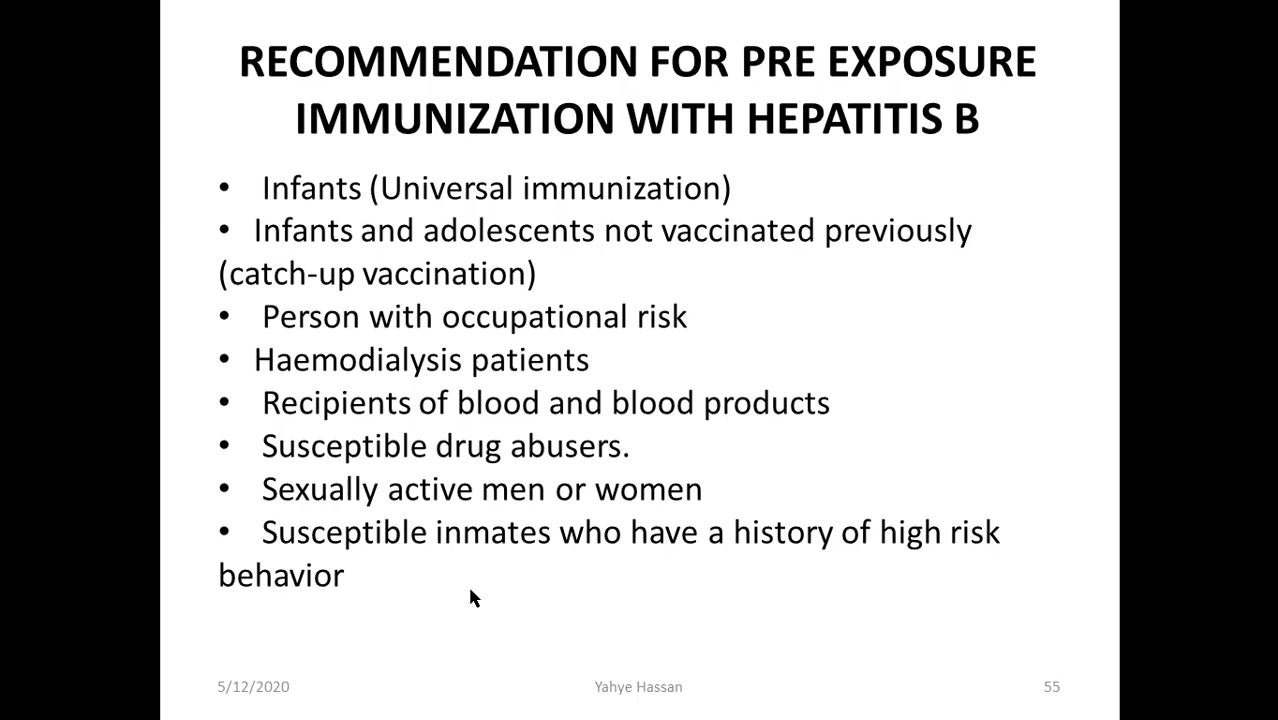 RECOMMENDATION FOR PRE EXPOSURE
IMMUNIZATION WITH HEPATITIS B
• Infants (Universal immunization)
• Infants and adolescents not vaccinated previously
(catch-up vaccination)
• Person with occupational risk
• Haemodialysis patients
• Recipients of blood and blood products
• Susceptible drug abusers.
• Sexually active men or women
• Susceptible inmates who have a history of high risk
behavior
5/12/2020 Yahye Hassan 55